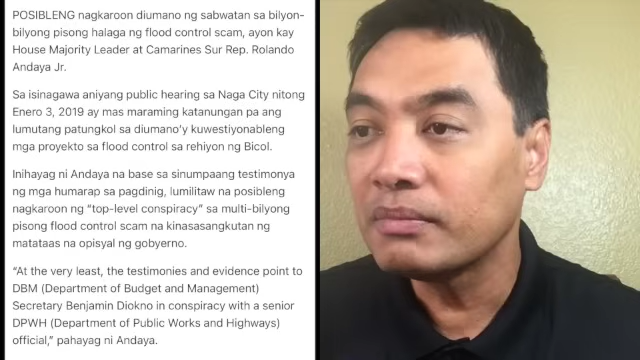 POSIBLENG nagkaroon diumano ng sabwatan sa bilyon-
bilyong pisong halaga ng flood control scam, ayon kay
House Majority Leader at Camarines Sur Rep. Rolando
Andaya Jr.
Sa isinagawa aniyang public hearing sa Naga City nitong
Enero 3, 2019 ay mas maraming katanungan pa ang
lumutang patungkol sa diumano'y kuwestiyonableng
mga proyekto sa flood control sa rehiyon ng Bicol.
Inihayag ni Andaya na base sa sinumpaang testimonya
ng mga humarap sa pagdinig, lumilitaw na posibleng
nagkaroon ng “top-level conspiracy” sa multi-bilyong
pisong flood control scam na kinasasangkutan ng
matataas na opisyal ng gobyerno.
“At the very least, the testimonies and evidence point to
DBM (Department of Budget and Management)
Secretary Benjamin Diokno in conspiracy with a senior
DPWH (Department of Public Works and Highways)
official,” pahayag ni Andaya.